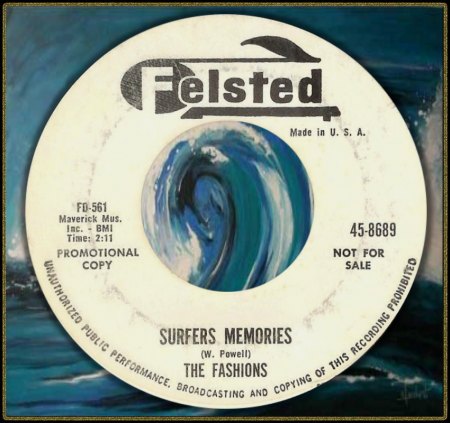 Felsted
Made in U. S. A.
FD-561
Maverick Mus.
Inc. - BMI
Time: 2:11
PROMOTIONAL
COPY
45-8689
NOT FOR
SALE
SURFERS MEMORIES
(W. Powell)
THE FASHIONS
UNAUTHORIZED PUBLIC PERFORMANCE, BROADCASTING AND COPYING OF THIS RECORDING PROHIBITED